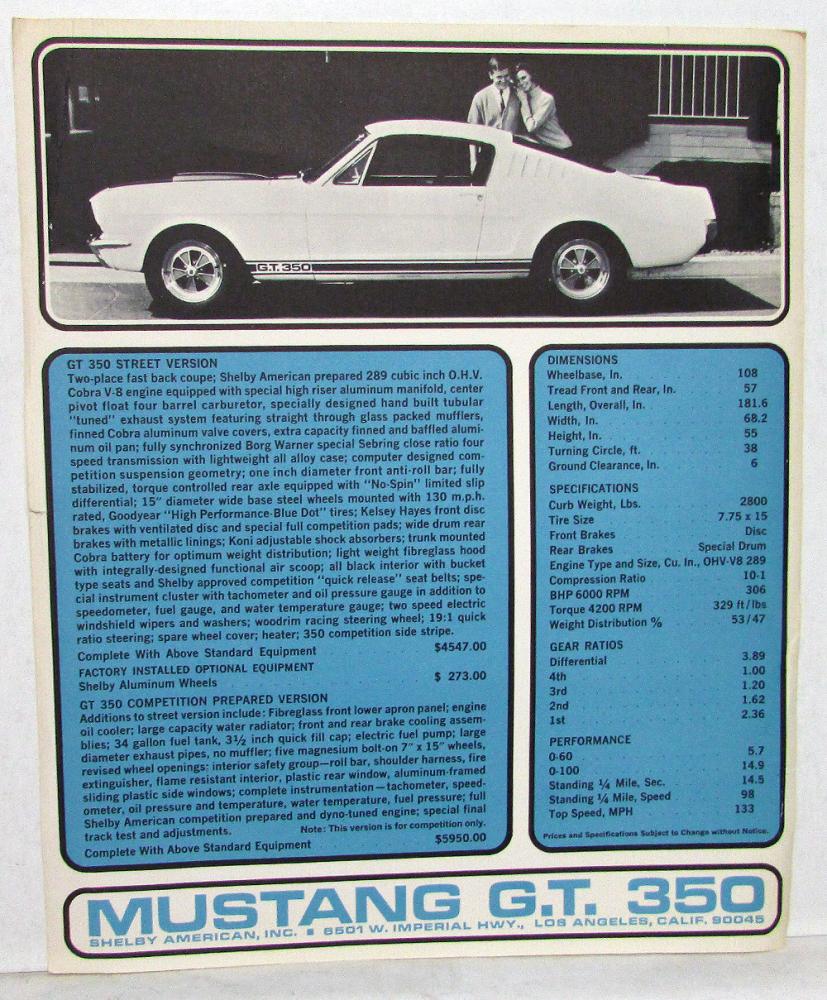 G.T.350
GT 350 STREET VERSION
Two-place fast back coupe; Shelby American prepared 289 cubic inch O.H.V.
Cobra V-8 engine equipped with special high riser aluminum manifold, center
pivot float four barrel carburetor, specially designed hand built tubular
"tuned" exhaust system featuring straight through glass packed mufflers,
finned Cobra aluminum valve covers, extra capacity finned and baffled alumi-
num oil pan; fully synchronized Borg Warner special Sebring close ratio four
speed transmission with lightweight all alloy case; computer designed com-
petition suspension geometry; one inch diameter front anti-roll bar; fully
stabilized, torque controlled rear axle equipped with "No-Spin" limited slip
differential; 15" diameter wide base steel wheels mounted with 130 m.p.h.
rated, Goodyear "High Performance-Blue Dot" tires; Kelsey Hayes front disc
brakes with ventilated disc and special full competition pads; wide drum rear
brakes with metallic linings; Koni adjustable shock absorbers; trunk mounted
Cobra battery for optimum weight distribution; light weight fibreglass hood
with integrally-designed functional air scoop; all black interior with bucket
type seats and Shelby approved competition "quick release" seat belts; spe-
cial instrument cluster with tachometer and oil pressure gauge in addition to
speedometer, fuel gauge, and water temperature gauge; two speed electric
windshield wipers and washers; woodrim racing steering wheel; 19:1 quick
ratio steering; spare wheel cover; heater; 350 competition side stripe.
Complete With Above Standard Equipment $4547.00
FACTORY INSTALLED OPTIONAL EQUIPMENT
Shelby Aluminum Wheels $ 273.00
GT 350 COMPETITION PREPARED VERSION
Additions to street version include: Fibreglass front lower apron panel; engine
oil cooler; large capacity water radiator; front and rear brake cooling assem-
blies; 34 gallon fuel tank, 3½ inch quick fill cap; electric fuel pump; large
diameter exhaust pipes, no muffler; five magnesium bolt-on 7" x 15" wheels,
revised wheel openings: interior safety group—roll bar, shoulder harness, fire
extinguisher, flame resistant interior, plastic rear window, aluminum-framed
sliding plastic side windows; complete instrumentation—tachometer, speed-
ometer, oil pressure and temperature, water temperature, fuel pressure; full
Shelby American competition prepared and dyno-tuned engine; special final
track test and adjustments. Note: This version is for competition only.
Complete With Above Standard Equipment $5950.00
DIMENSIONS
Wheelbase, In. 108
Tread Front and Rear, In. 57
Length, Overall, In. 181.6
Width, In. 68.2
Height, In. 55
Turning Circle, ft. 38
Ground Clearance, In. 6
SPECIFICATIONS
Curb Weight, Lbs. 2800
Tire Size 7.75 x 15
Front Brakes Disc
Rear Brakes Special Drum
Engine Type and Size, Cu. In., OHV-V8 289
Compression Ratio 10-1
BHP 6000 RPM 306
Torque 4200 RPM 329 ft/lbs
Weight Distribution % 53/47
GEAR RATIOS
Differential 3.89
4th 1.00
3rd 1.20
2nd 1.62
1st 2.36
PERFORMANCE
0-60 5.7
0-100 14.9
Standing ¼ Mile, Sec. 14.5
Standing ¼ Mile, Speed 98
Top Speed, MPH 133
Prices and Specifications Subject to Change without Notice.
MUSTANG G.T. 350
SHELBY AMERICAN, INC. ■ 6501 W. IMPERIAL HWY., LOS ANGELES, CALIF. 90045